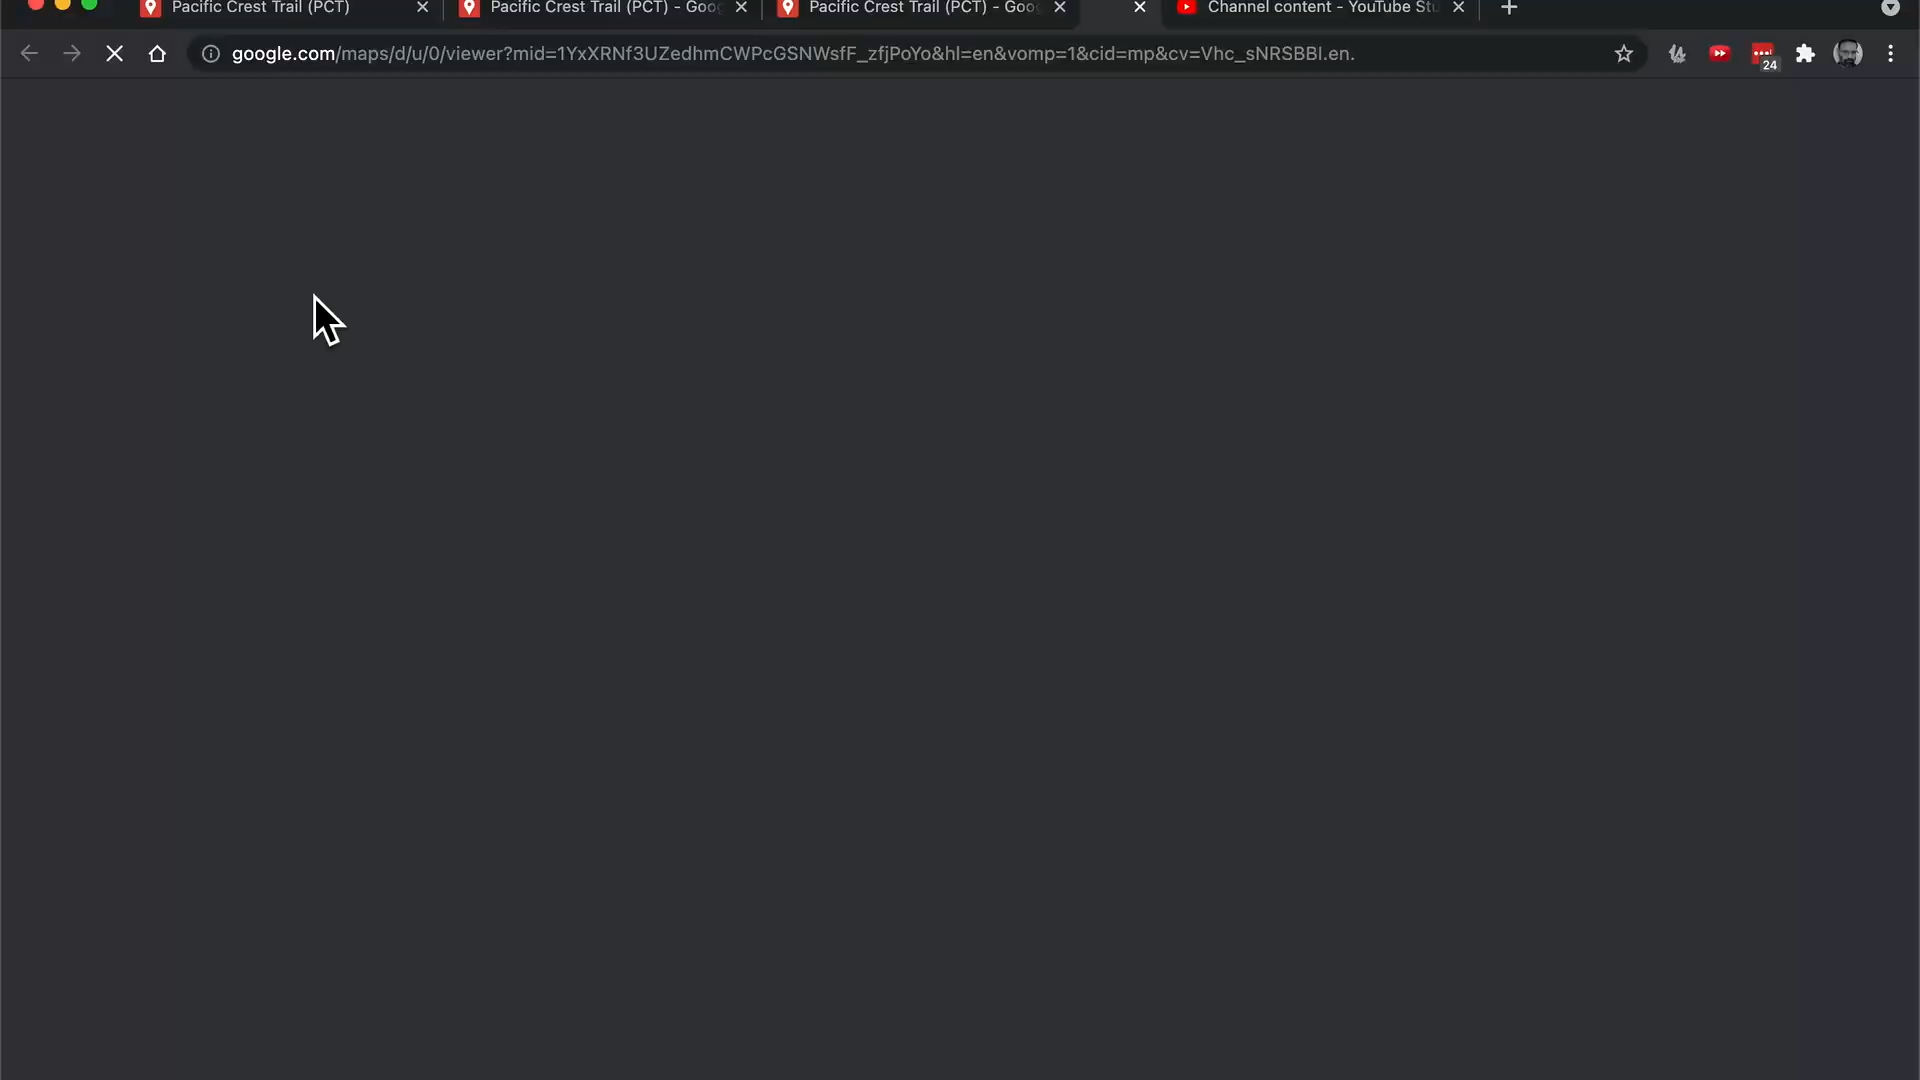 Pacific Crest Trail (PCT)
Pacific Crest Trail (PCT) - Goo
Pacific Crest Trail (PCT) - Goo
Channel content - YouTube Stu
google.com/maps/d/u/0/viewer?mid=1YxXRNf3UZedhmCWPcGSNWsfF_zfjPoYo&hl=en&vomp=1&cid=mp&cv=Vhc_sNRSBBI.en.
24